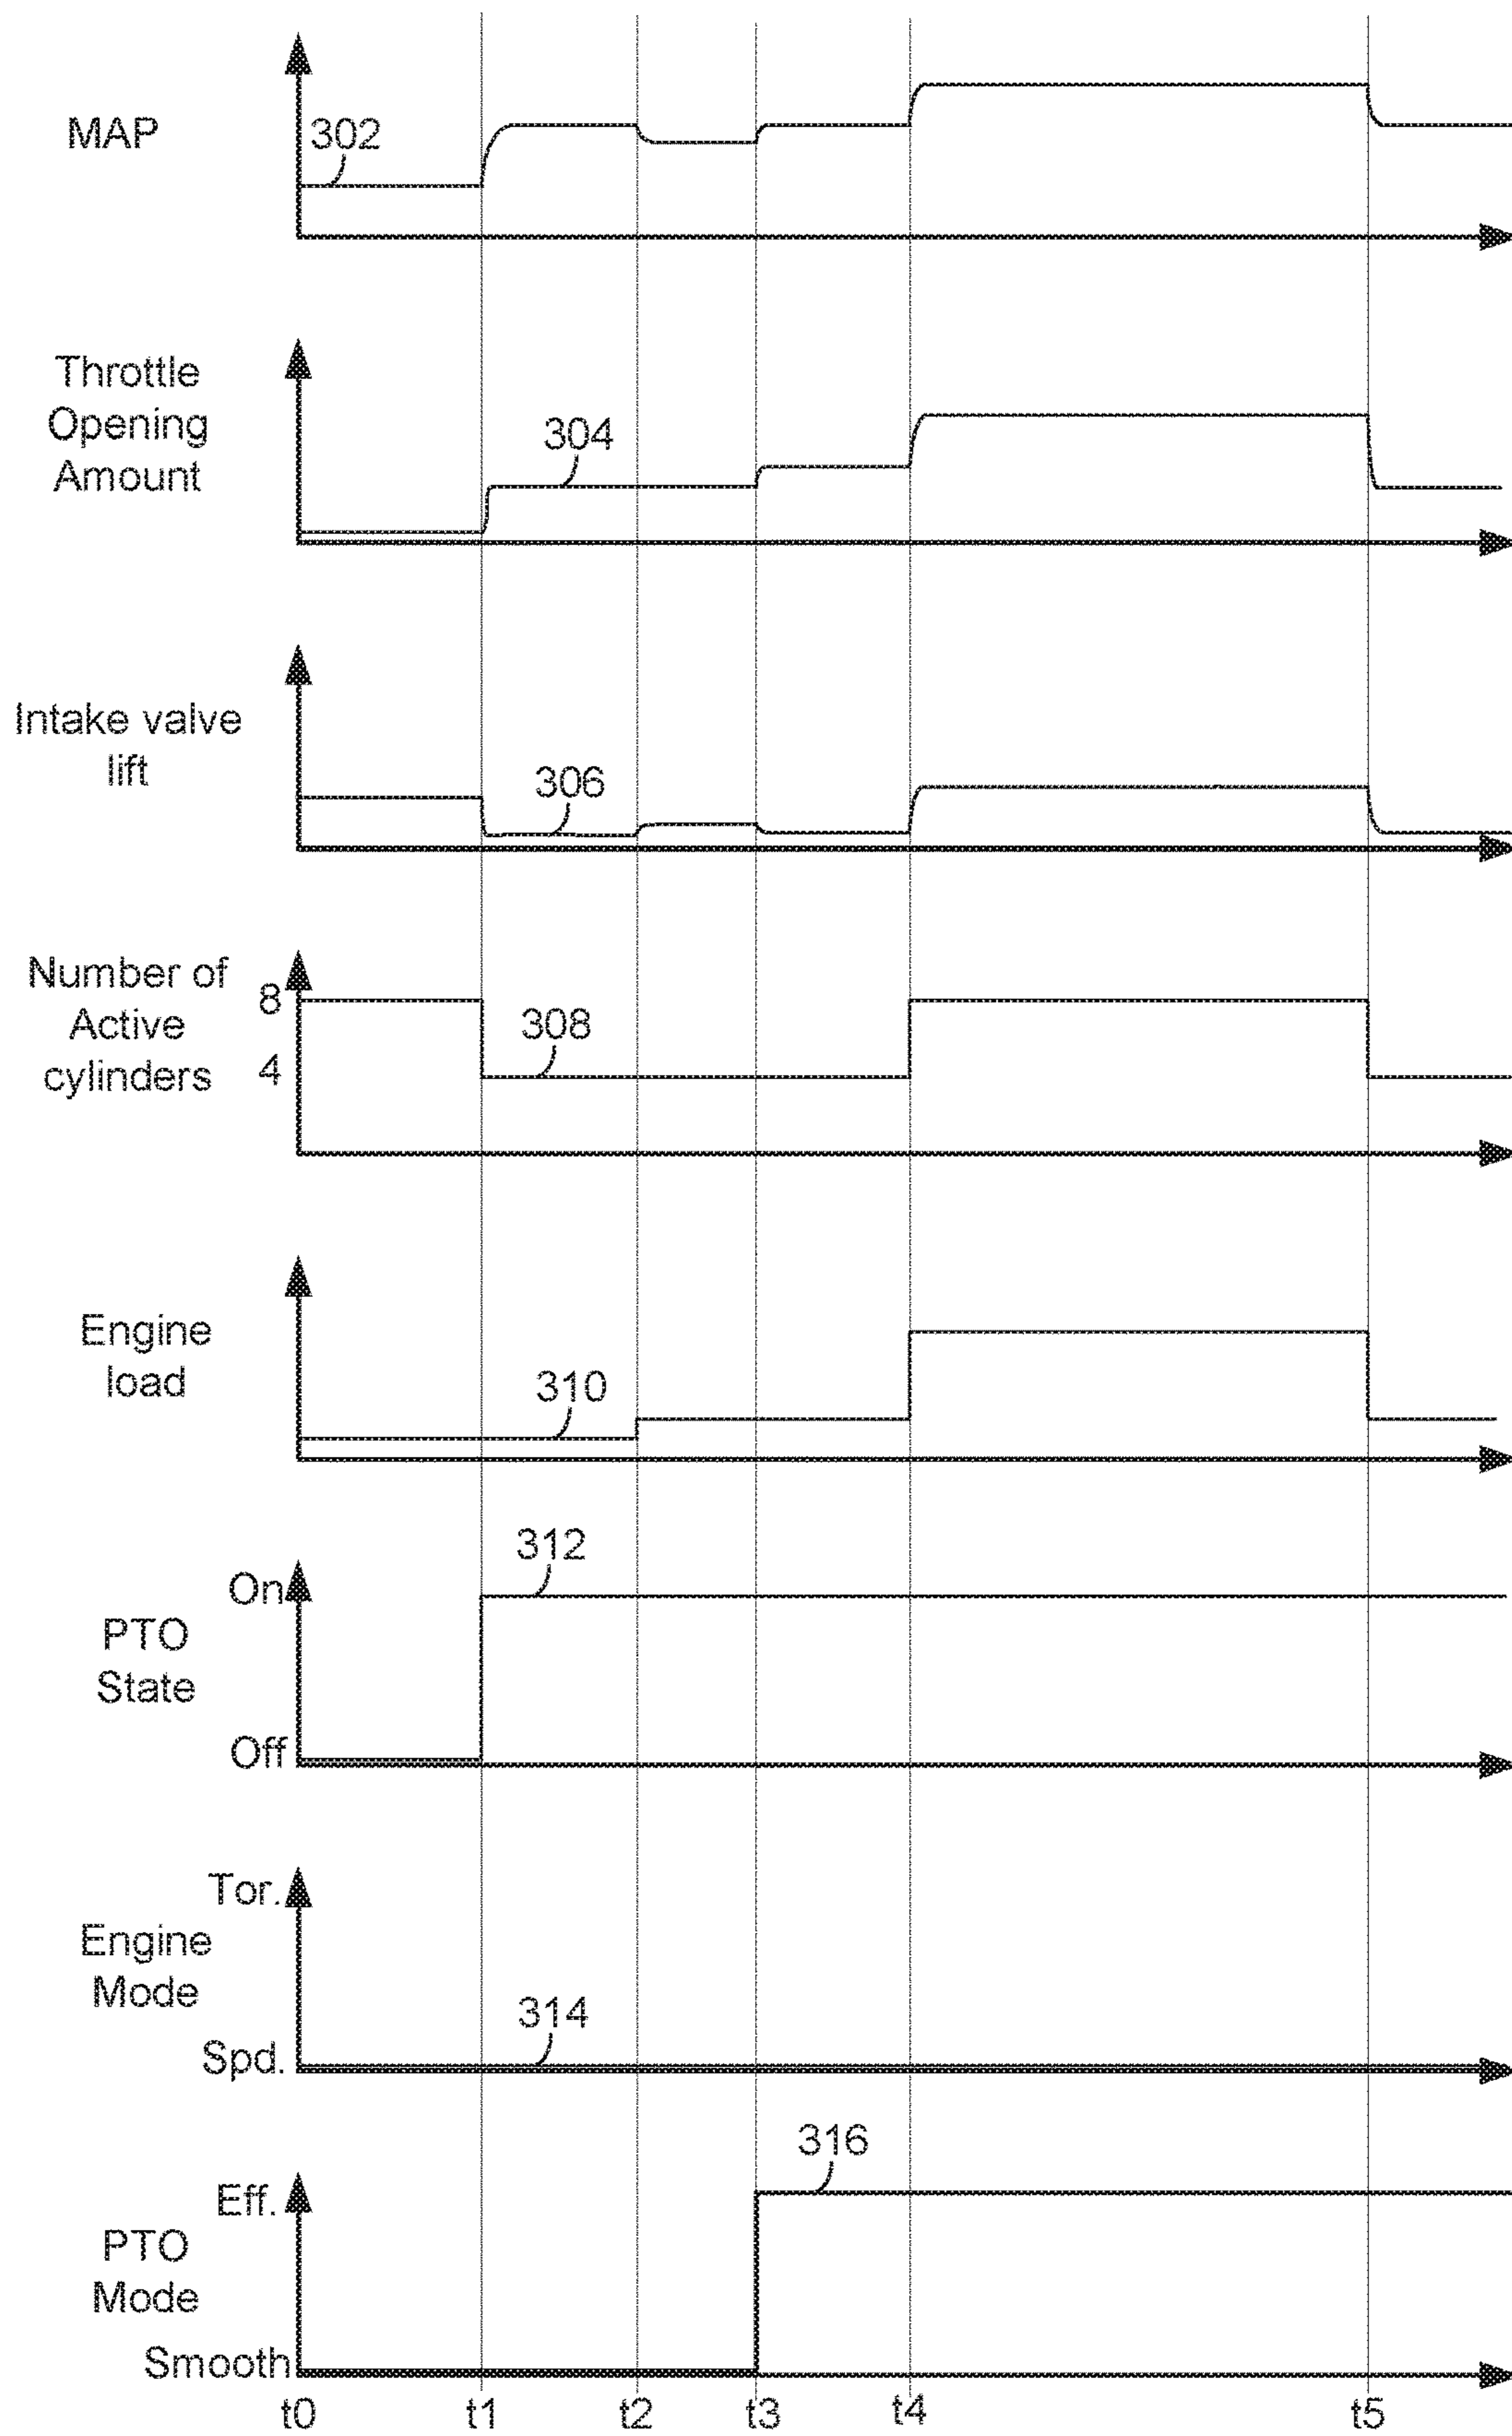 MAP
302
Throttle
Opening
Amount
304
Intake valve
lift
306
Number of
Active
cylinders
8
4
308
Engine
load
310
On
PTO
State
Off
312
Tor.
Engine
Mode
Spd.
314
Eff.
PTO
Mode
Smooth
316
t0 t1 t2 t3 t4 t5